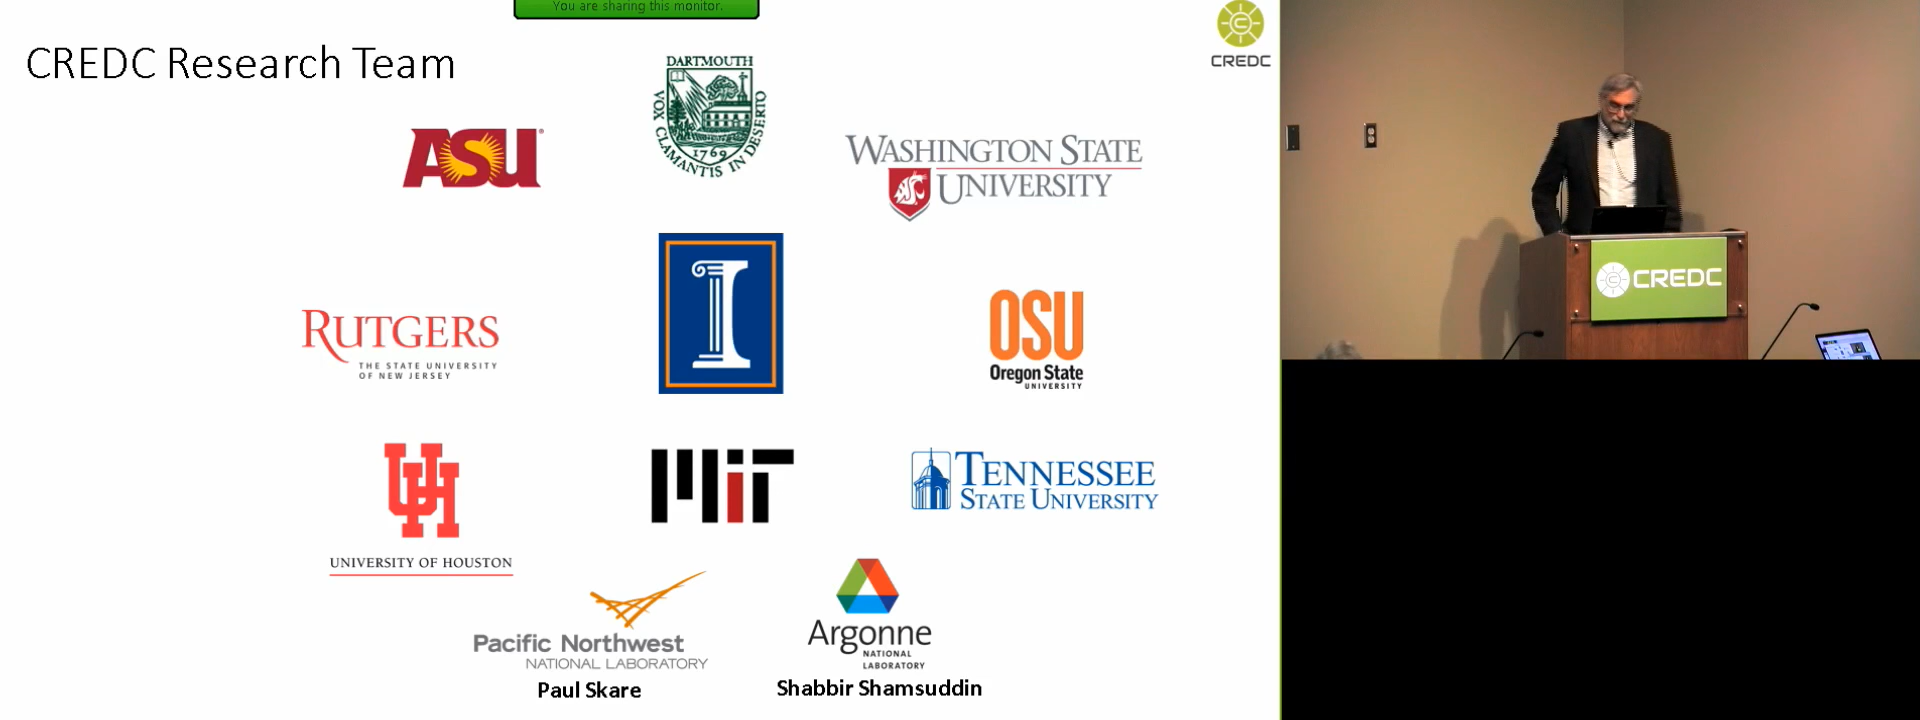 You are sharing this monitor.
CREDC Research Team
CREDC
DARTMOUTH
VOX CLAMANTIS IN DESERTO
1769
ASU
WASHINGTON STATE
UNIVERSITY
RUTGERS
THE STATE UNIVERSITY
OF NEW JERSEY
I
OSU
Oregon State
UNIVERSITY
UH
UNIVERSITY OF HOUSTON
MIT
TENNESSEE
STATE UNIVERSITY
Pacific Northwest
NATIONAL LABORATORY
Paul Skare
Argonne
NATIONAL
LABORATORY
Shabbir Shamsuddin
CREDC